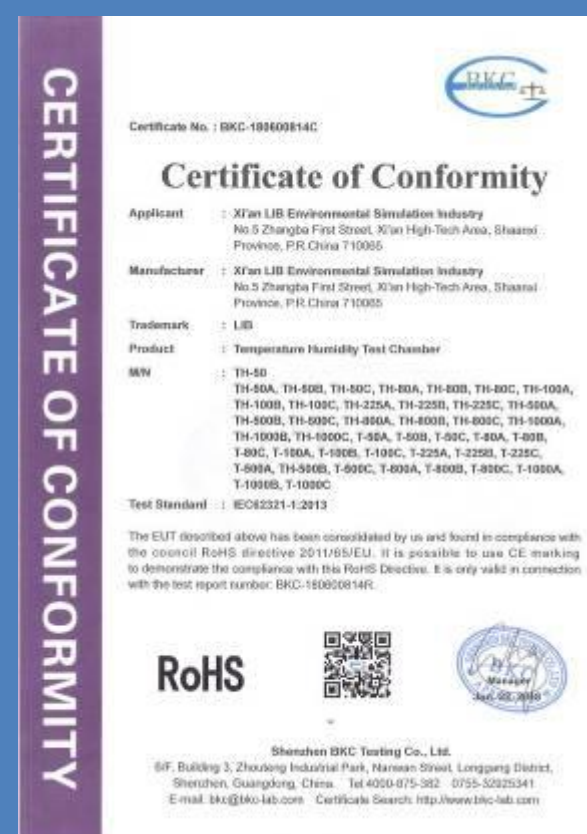 CERTIFICATE OF CONFORMITY
BKC
Certificate No. : BKC-180600814C
Certificate of Conformity
Applicant : XI'an LIB Environmental Simulation Industry
No.5 Zhangba First Street, XI'an High-Tech Area, Shaanxi
Province, P.R.China 710065
Manufacturer : XI'an LIB Environmental Simulation Industry
No.5 Zhangba First Street, XI'an High-Tech Area, Shaanxi
Province, P.R.China 710065
Trademark : LIB
Product : Temperature Humidity Test Chamber
M/N : TH-50
TH-50A, TH-50B, TH-50C, TH-80A, TH-80B, TH-80C, TH-100A,
TH-100B, TH-100C, TH-225A, TH-225B, TH-225C, TH-500A,
TH-500B, TH-500C, TH-800A, TH-800B, TH-800C, TH-1000A,
TH-1000B, TH-1000C, T-50A, T-50B, T-50C, T-80A, T-80B,
T-80C, T-100A, T-100B, T-100C, T-225A, T-225B, T-225C,
T-500A, TH-500B, T-500C, T-800A, T-800B, T-800C, T-1000A,
T-1000B, T-1000C
Test Standard : IEC62321-1:2013
The EUT described above has been consolidated by us and found in compliance with
the council RoHS directive 2011/65/EU. It is possible to use CE marking
to demonstrate the compliance with this RoHS Directive. It is only valid in connection
with the test report number: BKC-180600814R.
RoHS
Manager
Shenzhen BKC Testing Co., Ltd.
6/F, Building 3, Zhouteng Industrial Park, Nanwan Street, Longgang District,
Shenzhen, Guangdong, China. Tel 4000-875-382 0755-32925341
E-mail: bkc@bkc-lab.com Certificate Search: http://www.bkc-lab.com